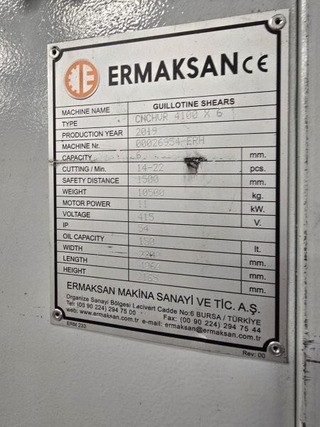 ERMAKSAN CE
MACHINE NAME GUILLOTINE SHEARS
TYPE CNCHVR 4100 X 6
PRODUCTION YEAR 2019
MACHINE Nr. 00026954-ERH
CAPACITY 6 mm.
CUTTING / Min. 14-22 pcs.
SAFETY DISTANCE 1500 mm.
WEIGHT 10500 kg.
MOTOR POWER 11 kW.
VOLTAGE 415 V.
IP 54
OIL CAPACITY lt.
WIDTH mm.
LENGTH mm.
HEIGHT mm.
ERMAKSAN MAKİNA SANAYİ VE TİC. A.Ş.
Organize Sanayi Bölgesi Lacivert Cadde No:6 BURSA / TÜRKİYE
Tel: (00 90 224) 294 75 00 Fax: (00 90 224) 294 75 44
web: www.ermaksan.com.tr e-mail: ermaksan@ermaksan.com.tr
Rev: 00